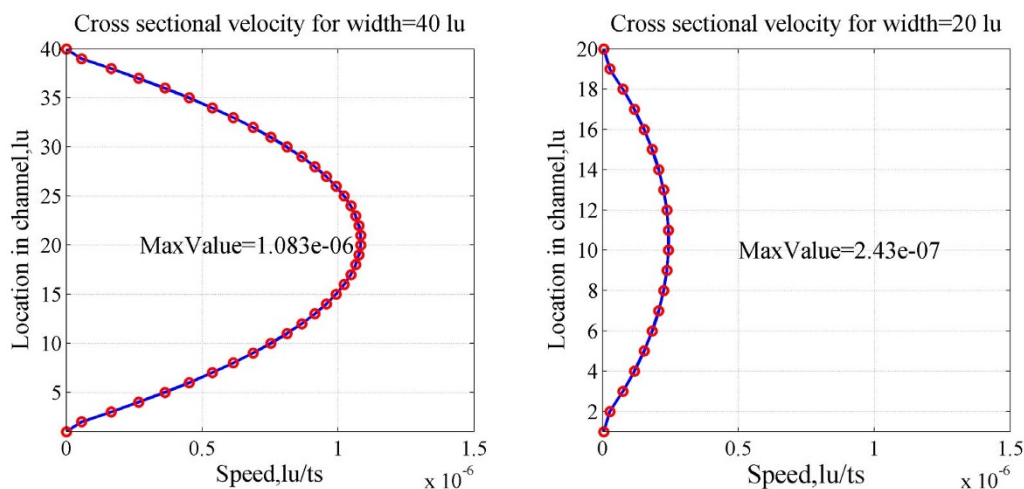 Cross sectional velocity for width=40 lu
40
35
30
25
20
15
10
5
Location in channel,lu
MaxValue=1.083e-06
0
0.5
1
1.5
Speed,lu/ts
x 10^-6
Cross sectional velocity for width=20 lu
20
18
16
14
12
10
8
6
4
2
Location in channel,lu
MaxValue=2.43e-07
0
0.5
1
1.5
Speed,lu/ts
x 10^-6